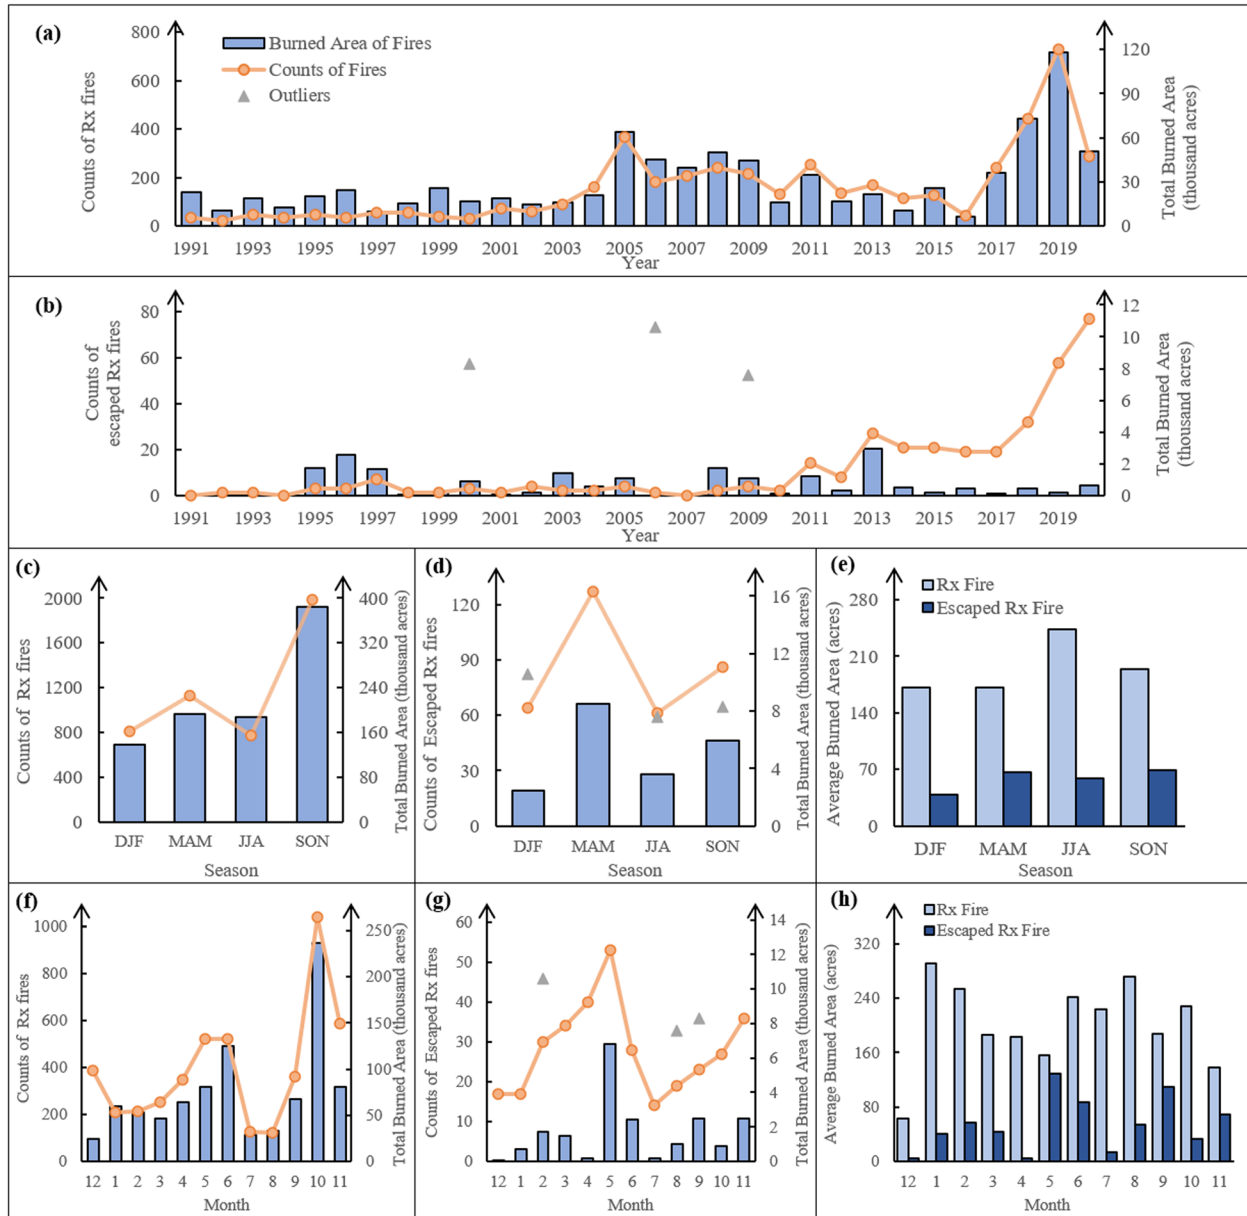 (a)
800
600
400
200
0
Counts of Rx fires
Burned Area of Fires
Counts of Fires
Outliers
120
90
60
30
0
Total Burned Area
(thousand acres)
1991 1993 1995 1997 1999 2001 2003 2005 2007 2009 2011 2013 2015 2017 2019
Year
(b)
80
60
40
20
0
Counts of
escaped Rx fires
12
10
8
6
4
2
0
Total Burned Area
(thousand acres)
1991 1993 1995 1997 1999 2001 2003 2005 2007 2009 2011 2013 2015 2017 2019
Year
(c)
2000
1600
1200
800
400
0
Counts of Rx fires
400
320
240
160
80
0
Total Burned Area (thousand acres)
DJF MAM JJA SON
Season
(d)
120
90
60
30
0
Counts of Escaped Rx fires
16
12
8
4
0
Total Burned Area (thousand acres)
DJF MAM JJA SON
Season
(e)
Rx Fire
Escaped Rx Fire
280
210
140
70
0
Average Burned Area (acres)
DJF MAM JJA SON
Season
(f)
1000
800
600
400
200
0
Counts of Rx fires
250
200
150
100
50
0
Total Burned Area (thousand acres)
12 1 2 3 4 5 6 7 8 9 10 11
Month
(g)
60
50
40
30
20
10
0
Counts of Escaped Rx fires
14
12
10
8
6
4
2
0
Total Burned Area (thousand acres)
12 1 2 3 4 5 6 7 8 9 10 11
Month
(h)
Rx Fire
Escaped Rx Fire
320
240
160
80
0
Average Burned Area (acres)
12 1 2 3 4 5 6 7 8 9 10 11
Month